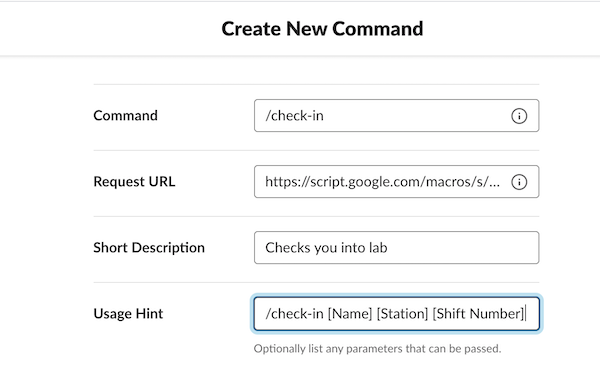 Create New Command
Command /check-in
Request URL https://script.google.com/macros/s/...
Short Description Checks you into lab
Usage Hint /check-in [Name] [Station] [Shift Number]
Optionally list any parameters that can be passed.